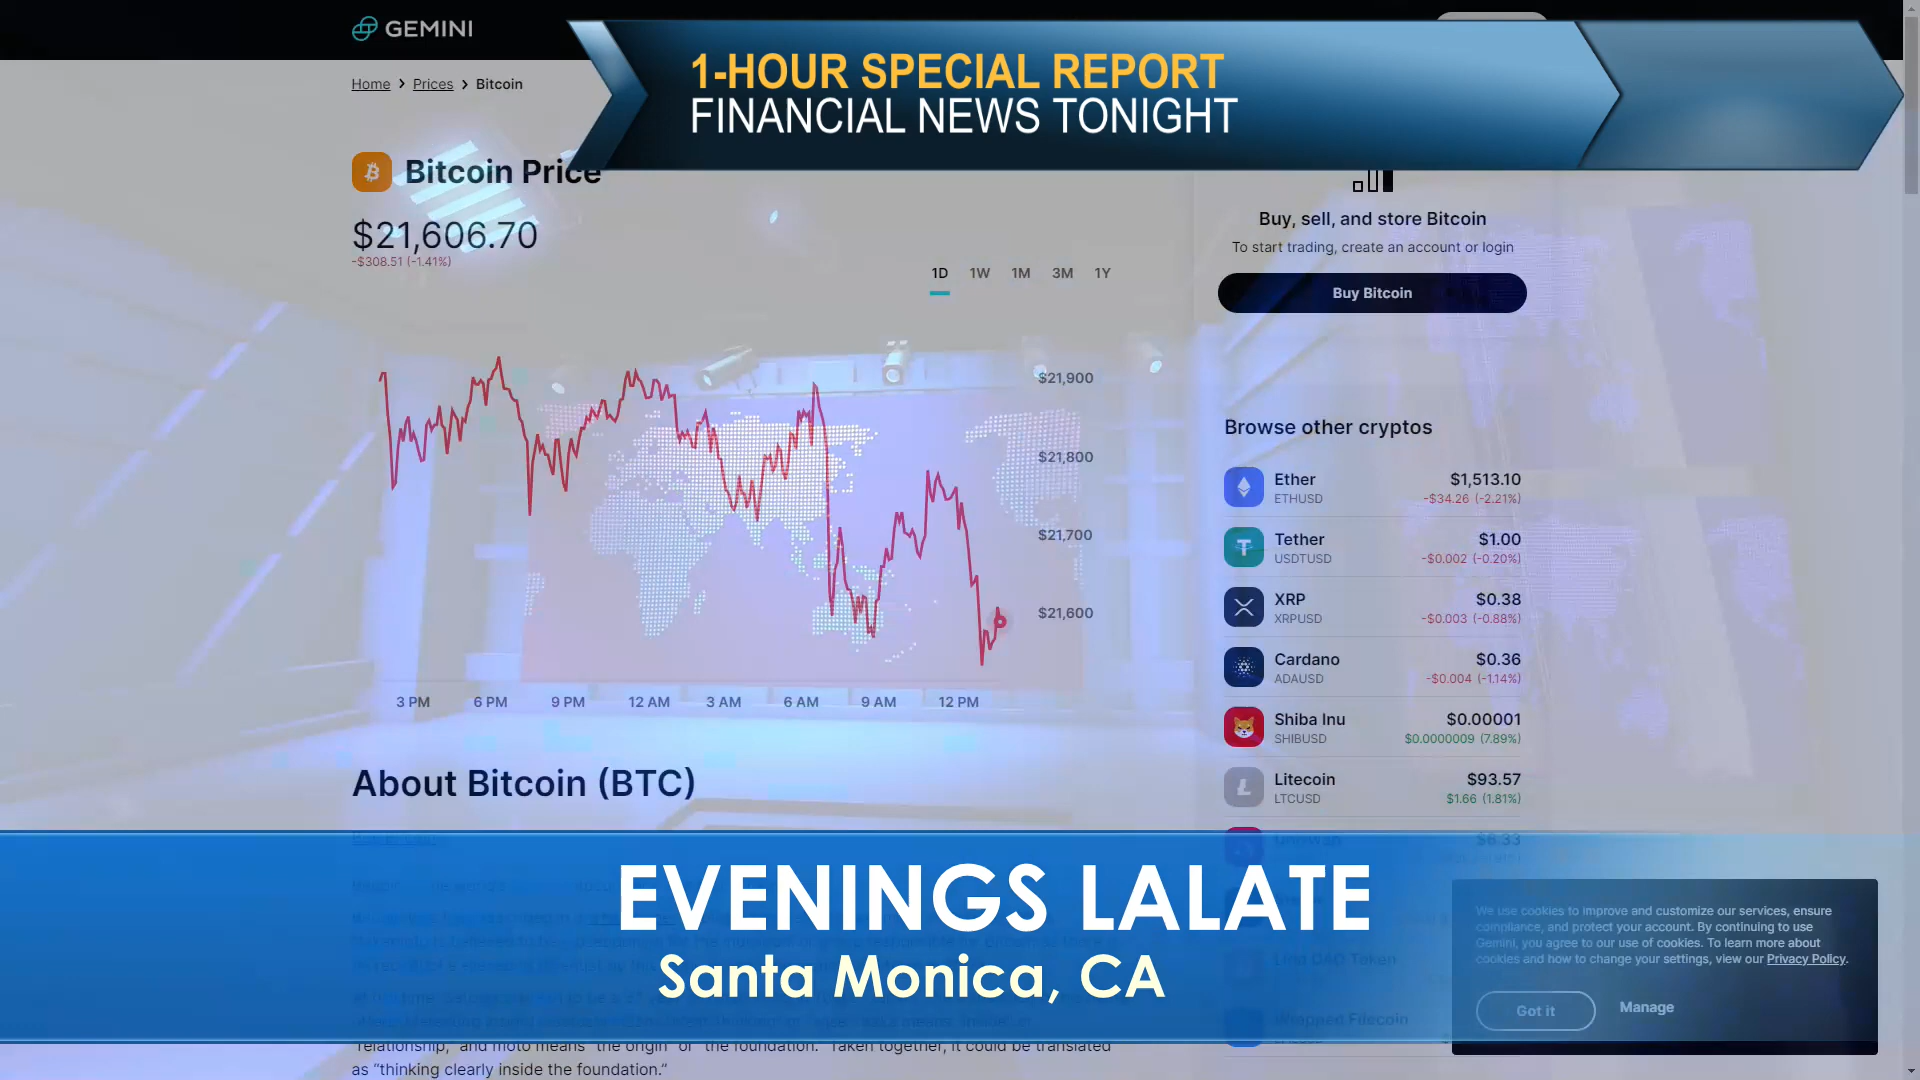 GEMINI
1-HOUR SPECIAL REPORT
FINANCIAL NEWS TONIGHT
Home > Prices > Bitcoin
Bitcoin Price
$21,606.70
-$308.51 (-1.41%)
1D 1W 1M 3M 1Y
$21,900
$21,800
$21,700
$21,600
3 PM 6 PM 9 PM 12 AM 3 AM 6 AM 9 AM 12 PM
Buy, sell, and store Bitcoin
To start trading, create an account or login
Buy Bitcoin
Browse other cryptos
Ether $1,513.10
ETHUSD -$34.26 (-2.21%)
Tether $1.00
USDTUSD -$0.002 (-0.20%)
XRP $0.38
XRPUSD -$0.003 (-0.88%)
Cardano $0.36
ADAUSD -$0.004 (-1.14%)
Shiba Inu $0.00001
SHIBUSD $0.0000009 (7.89%)
Litecoin $93.57
LTCUSD $1.66 (1.81%)
Uniswap $6.33
About Bitcoin (BTC)
EVENINGS LALATE
Santa Monica, CA
Wrapped Filecoin
"relationship," and moto means "the origin" or "the foundation." Taken together, it could be translated
as "thinking clearly inside the foundation."
We use cookies to improve and customize our services, ensure
compliance, and protect your account. By continuing to use
Gemini, you agree to our use of cookies. To learn more about
cookies and how to change your settings, view our Privacy Policy.
Got it Manage